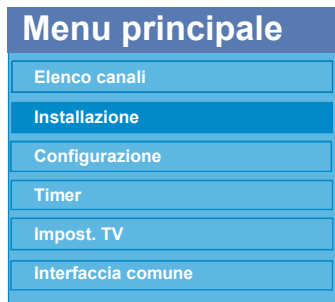 Menu principale
Elenco canali
Installazione
Configurazione
Timer
Impost. TV
Interfaccia comune